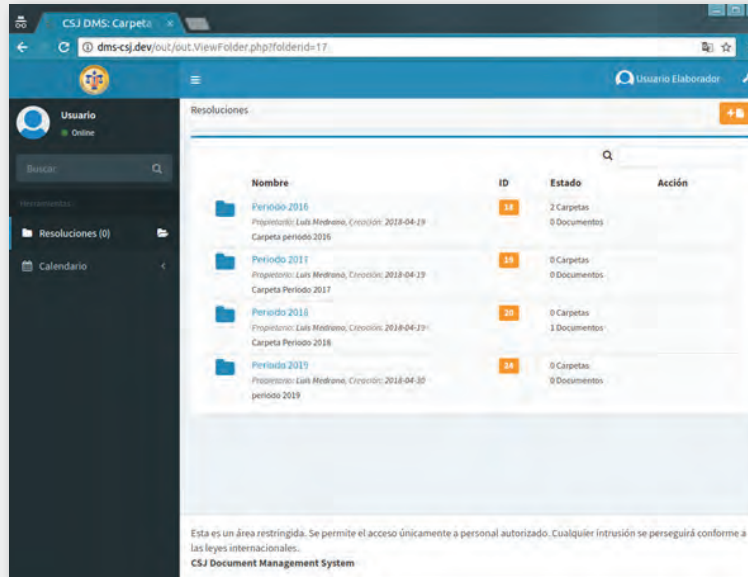 CSJ DMS: Carpeta
dms-csj.dev/out/out.ViewFolder.php?folderid=17
Usuario Elaborador
Usuario
Online
Resoluciones
Buscar
Herramientas
Nombre ID Estado Acción
Resoluciones (0)
Calendario
Periodo 2016 18 2 Carpetas
Propietario: Luis Medrano, Creación: 2018-04-19 0 Documentos
Carpeta periodo 2016
Periodo 2017 19 0 Carpetas
Propietario: Luis Medrano, Creación: 2018-04-19 0 Documentos
Carpeta Periodo 2017
Periodo 2018 20 0 Carpetas
Propietario: Luis Medrano, Creación: 2018-04-19 1 Documentos
Carpeta Periodo 2018
Periodo 2019 24 0 Carpetas
Propietario: Luis Medrano, Creación: 2018-04-30 0 Documentos
periodo 2019
Esta es un área restringida. Se permite el acceso únicamente a personal autorizado. Cualquier intrusión se perseguirá conforme a
las leyes internacionales.
CSJ Document Management System